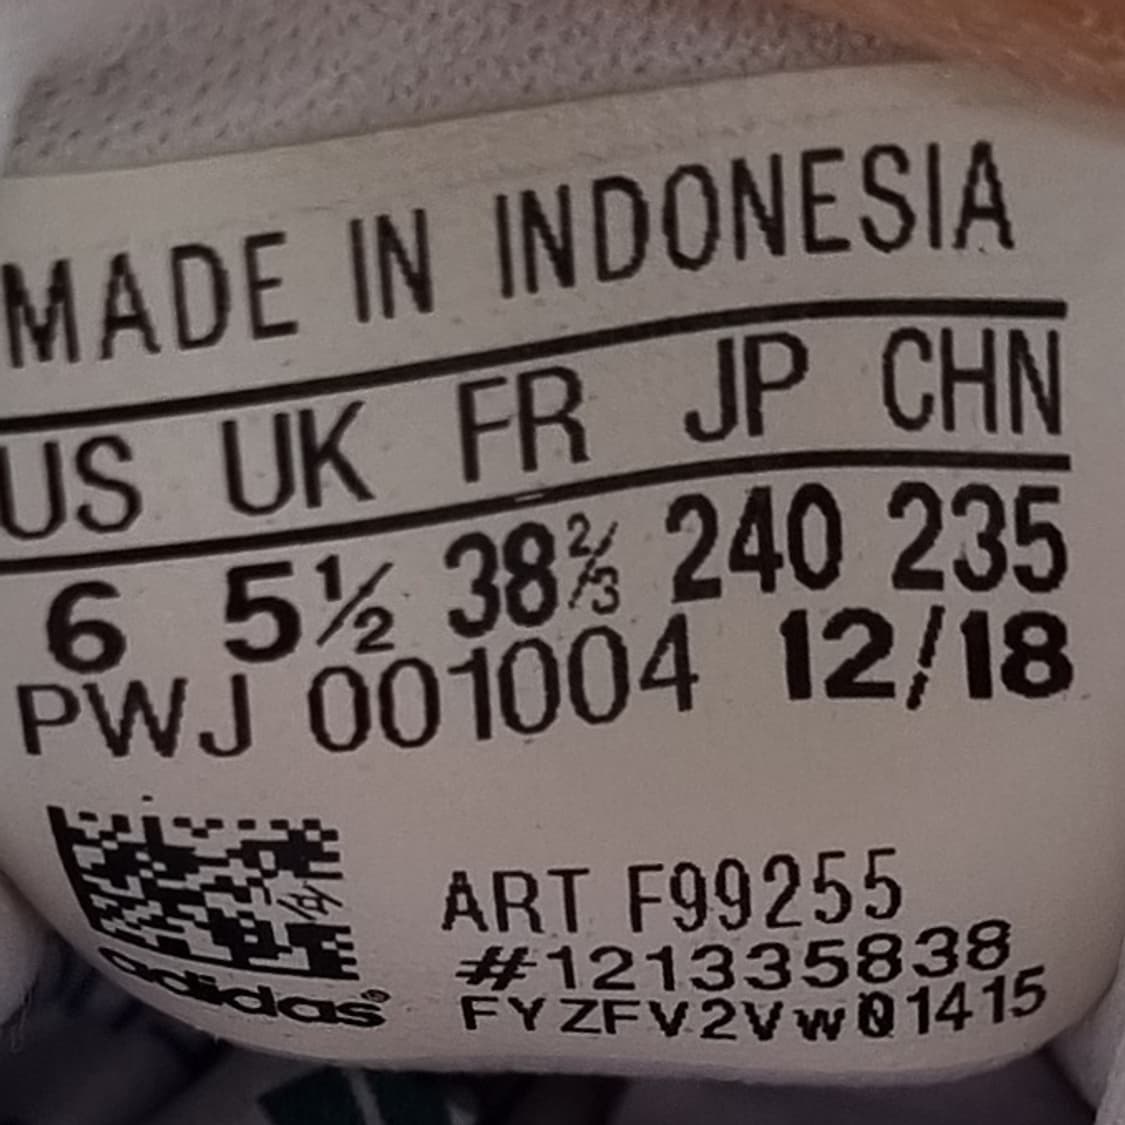 MADE IN INDONESIA
US UK FR JP CHN
6 5½ 38⅔ 240 235
PWJ 001004 12/18
ART F99255
#121335838
adidas®
FYZFV2Vw01415